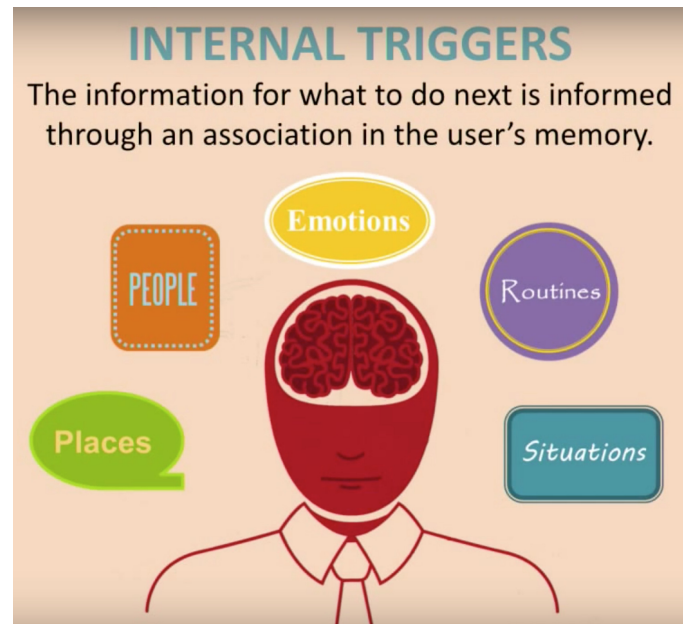 INTERNAL TRIGGERS
The information for what to do next is informed
through an association in the user's memory.
Emotions
PEOPLE
Routines
Places
Situations